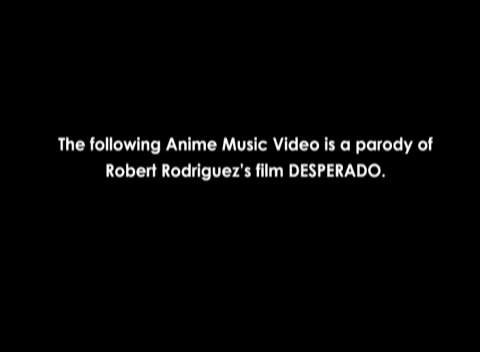 The following Anime Music Video is a parody of
Robert Rodriguez's film DESPERADO.